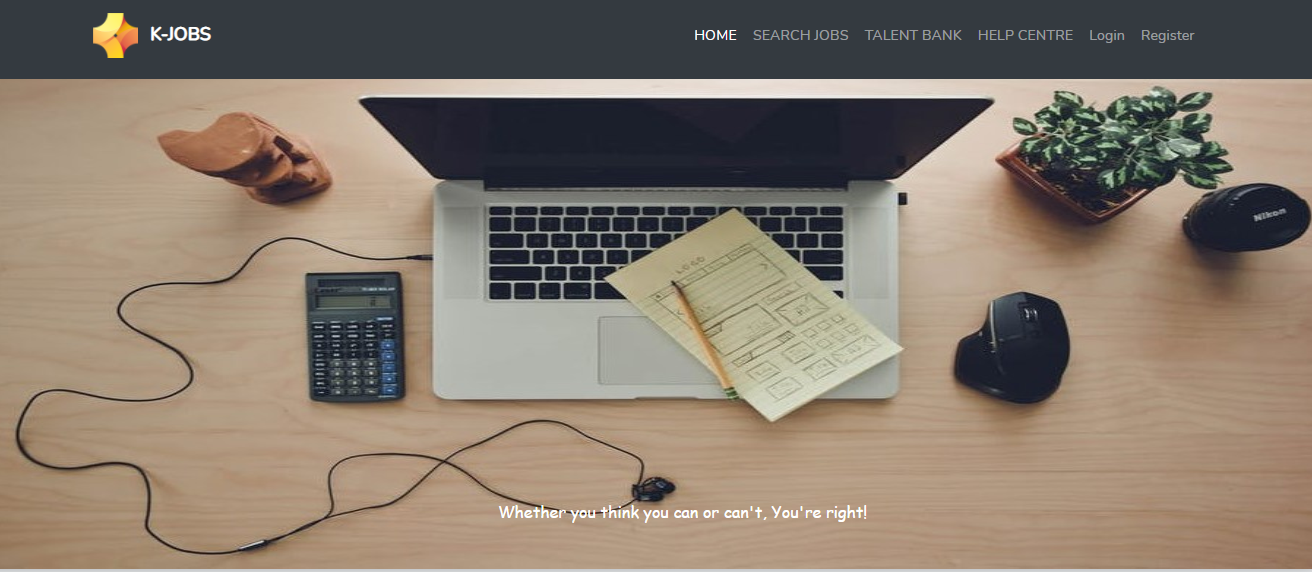 K-JOBS
HOME SEARCH JOBS TALENT BANK HELP CENTRE Login Register
LOGO
Nikon
Whether you think you can or can't, You're right!